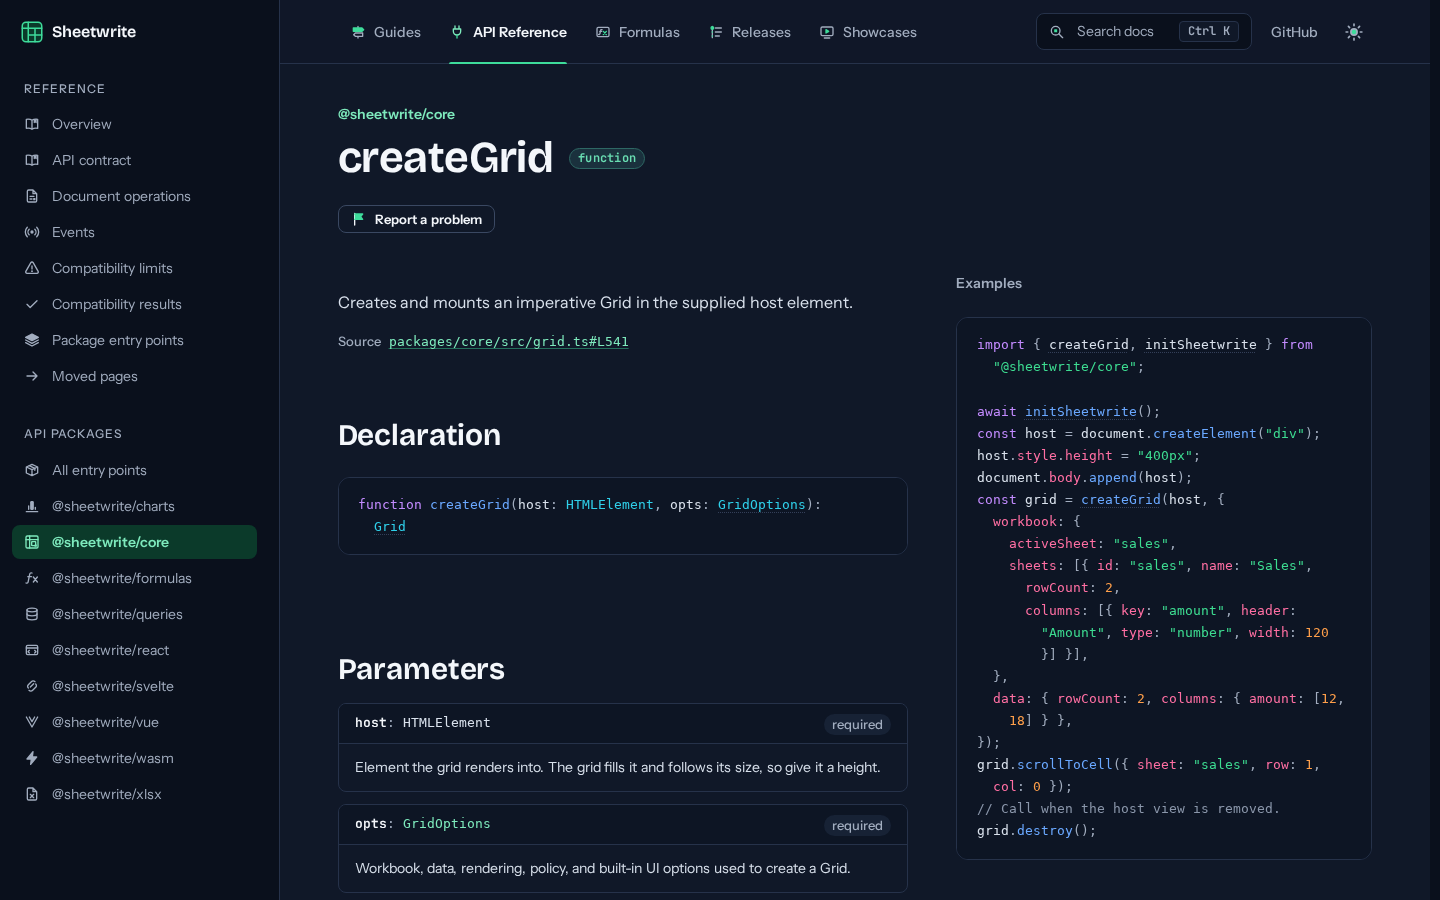 Sheetwrite
Guides
API Reference
Formulas
Releases
Showcases
Search docs
Ctrl K
GitHub
REFERENCE
Overview
API contract
Document operations
Events
Compatibility limits
Compatibility results
Package entry points
Moved pages
API PACKAGES
All entry points
@sheetwrite/charts
@sheetwrite/core
@sheetwrite/formulas
@sheetwrite/queries
@sheetwrite/react
@sheetwrite/svelte
@sheetwrite/vue
@sheetwrite/wasm
@sheetwrite/xlsx
@sheetwrite/core
createGrid function
Report a problem
Creates and mounts an imperative Grid in the supplied host element.
Source packages/core/src/grid.ts#L541
Declaration
function createGrid(host: HTMLElement, opts: GridOptions):
  Grid
Parameters
host: HTMLElement required
Element the grid renders into. The grid fills it and follows its size, so give it a height.
opts: GridOptions required
Workbook, data, rendering, policy, and built-in UI options used to create a Grid.
Examples
import { createGrid, initSheetwrite } from
  "@sheetwrite/core";
await initSheetwrite();
const host = document.createElement("div");
host.style.height = "400px";
document.body.append(host);
const grid = createGrid(host, {
  workbook: {
    activeSheet: "sales",
    sheets: [{ id: "sales", name: "Sales",
      rowCount: 2,
      columns: [{ key: "amount", header:
        "Amount", type: "number", width: 120
        }] }],
  },
  data: { rowCount: 2, columns: { amount: [12,
    18] } },
});
grid.scrollToCell({ sheet: "sales", row: 1,
  col: 0 });
// Call when the host view is removed.
grid.destroy();